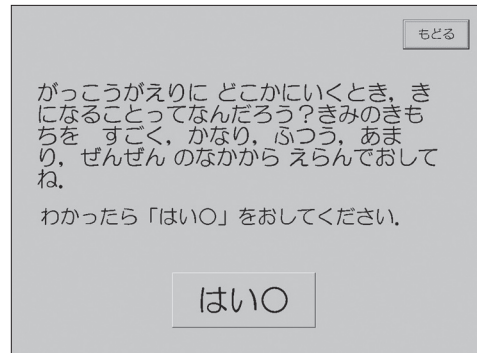 もどる
がっこうがえりに どこかにいくとき，き
になることってなんだろう？きみのきも
ちを　すごく，かなり，ふつう，あま
り，ぜんぜん のなかから えらんでおして
ね．
わかったら「はい〇」をおしてください．
はい〇